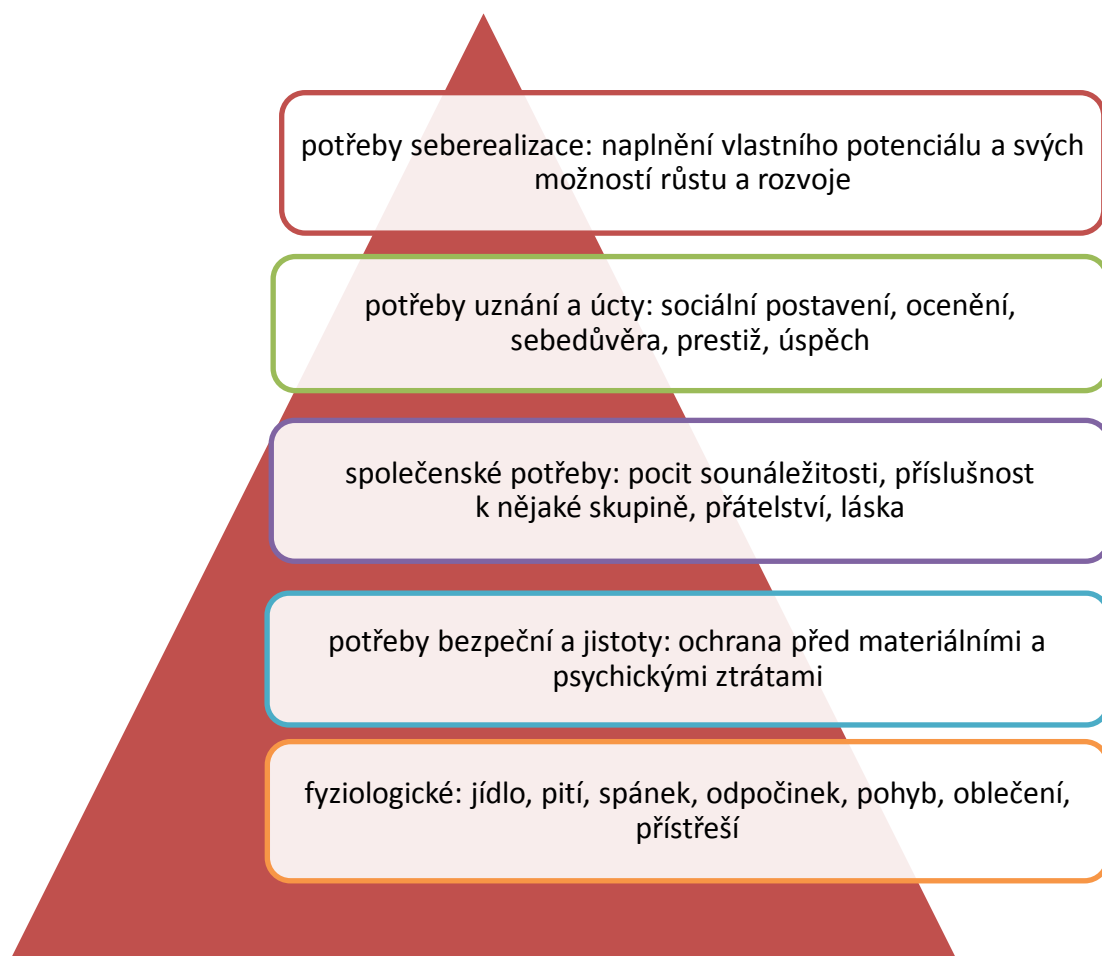 potřeby seberealizace: naplnění vlastního potenciálu a svých
možností růstu a rozvoje
potřeby uznání a úcty: sociální postavení, ocenění,
sebedůvěra, prestiž, úspěch
společenské potřeby: pocit sounáležitosti, příslušnost
k nějaké skupině, přátelství, láska
potřeby bezpeční a jistoty: ochrana před materiálními a
psychickými ztrátami
fyziologické: jídlo, pití, spánek, odpočinek, pohyb, oblečení,
přístřeší